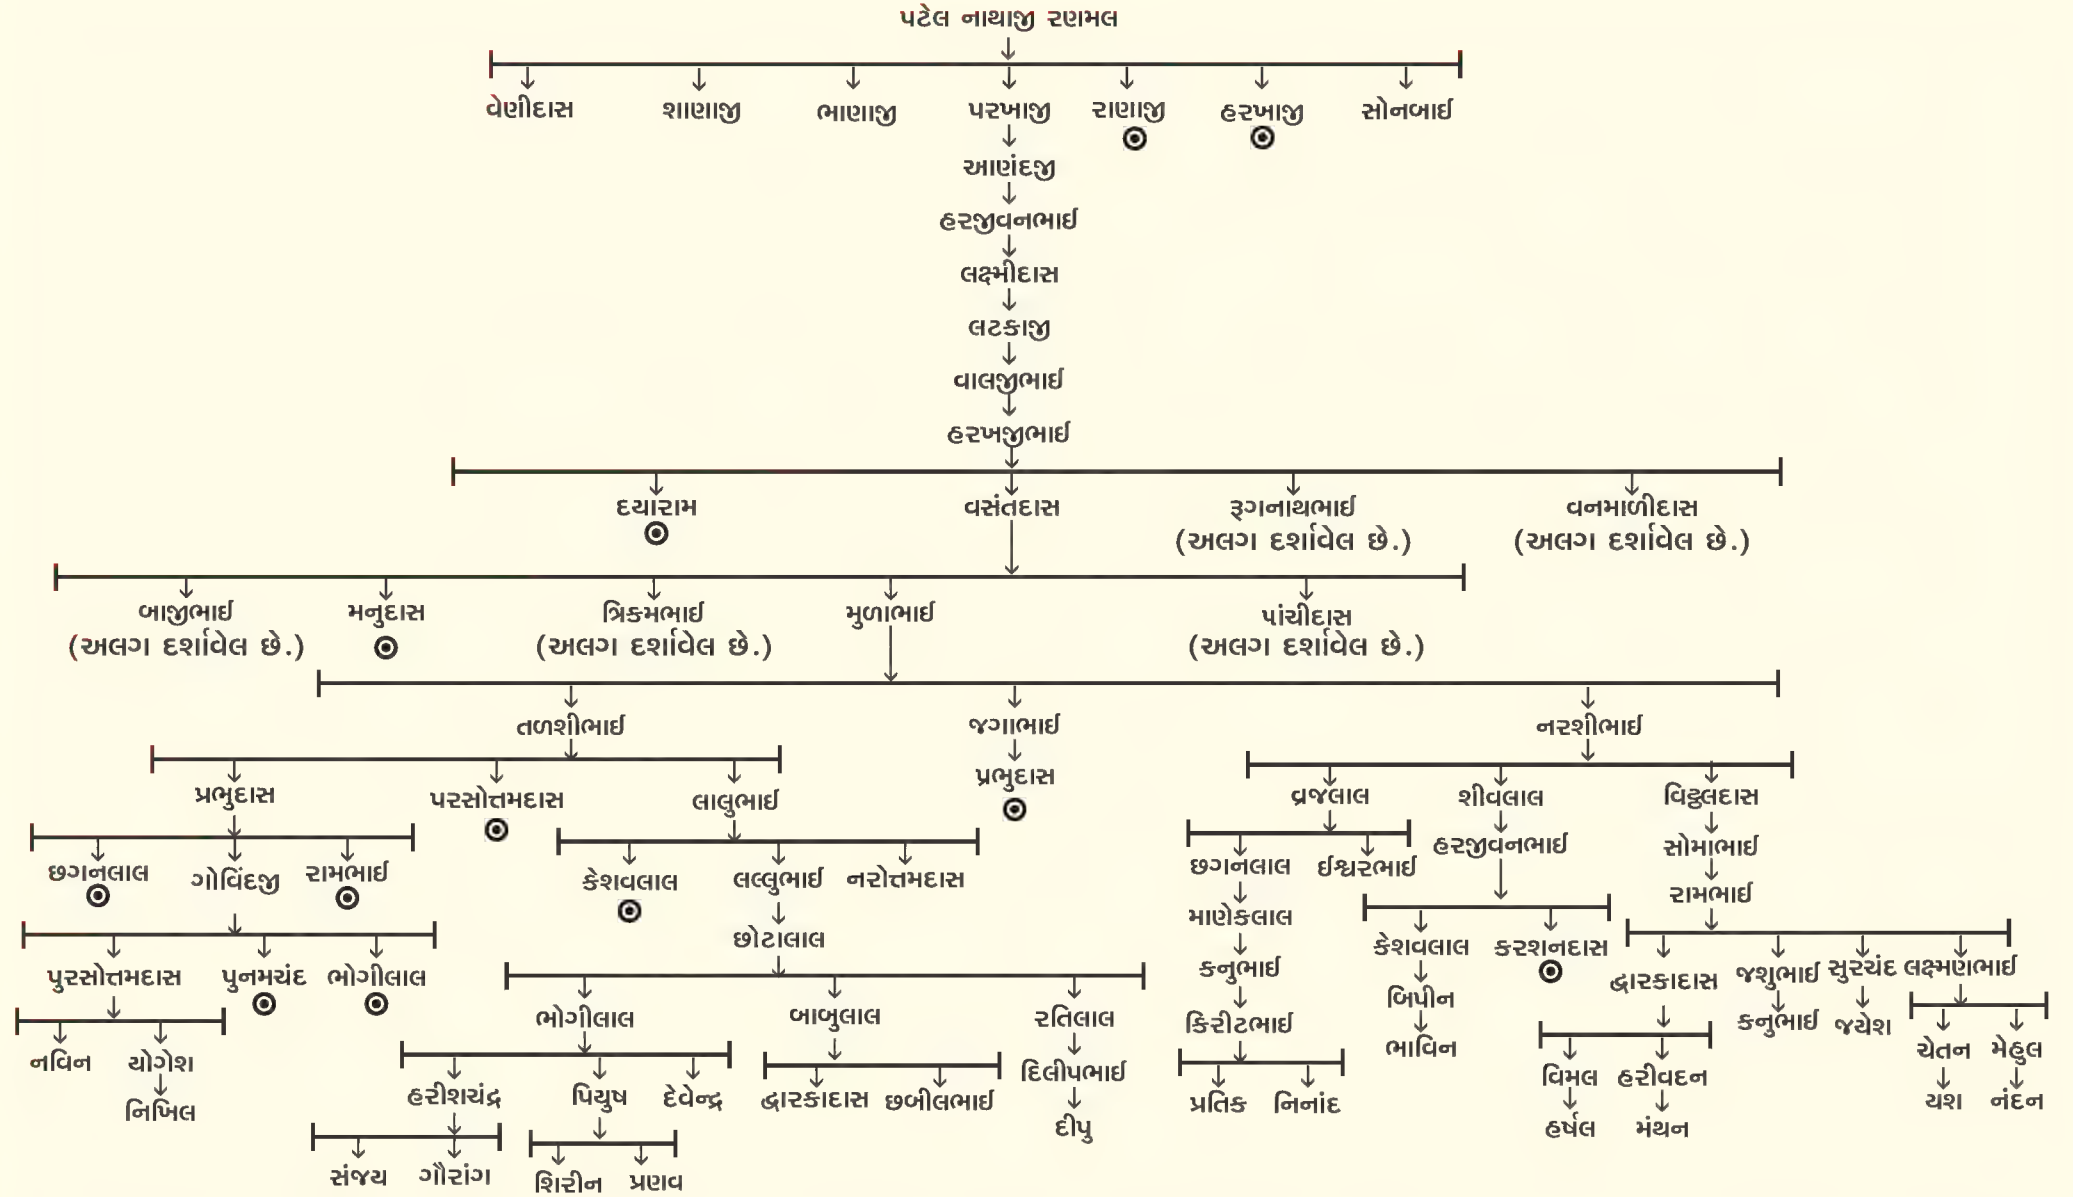 પટેલ નાથાજી રણમલ
વેણીદાસ શાણાજી ભાણાજી પરખાજી રાણાજી હરખાજી સોનબાઈ
આણંદજી
હરજીવનભાઈ
લક્ષ્મીદાસ
લટકાજી
વાલજીભાઈ
હરખજીભાઈ
દયારામ વસંતદાસ રૂગનાથભાઈ વનમાળીદાસ
(અલગ દર્શાવેલ છે.) (અલગ દર્શાવેલ છે.)
બાજીભાઈ મનુદાસ ત્રિકમભાઈ મુળાભાઈ પાંચીદાસ
(અલગ દર્શાવેલ છે.) (અલગ દર્શાવેલ છે.) (અલગ દર્શાવેલ છે.)
તળશીભાઈ જગાભાઈ નરશીભાઈ
પ્રભુદાસ પરસોત્તમદાસ લાલુભાઈ પ્રભુદાસ વ્રજલાલ શીવલાલ વિઠ્ઠલદાસ
છગનલાલ ગોવિંદજી રામભાઈ કેશવલાલ લલ્લુભાઈ નરોત્તમદાસ છગનલાલ ઈશ્વરભાઈ હરજીવનભાઈ સોમાભાઈ
માણેકલાલ રામભાઈ
પુરસોત્તમદાસ પુનમચંદ ભોગીલાલ છોટાલાલ કનુભાઈ કેશવલાલ કરશનદાસ દ્વારકાદાસ જશુભાઈ સુરચંદ લક્ષ્મણભાઈ
ભોગીલાલ બાબુલાલ રતિલાલ કિરીટભાઈ બિપીન કનુભાઈ જયેશ
નવિન યોગેશ ભાવિન ચેતન મેહુલ
હરીશચંદ્ર પિયુષ દેવેન્દ્ર દ્વારકાદાસ છબીલભાઈ દિલીપભાઈ પ્રતિક નિનાંદ વિમલ હરીવદન યશ નંદન
નિખિલ દીપુ હર્ષલ મંથન
સંજય ગૌરાંગ શિરીન પ્રણવ